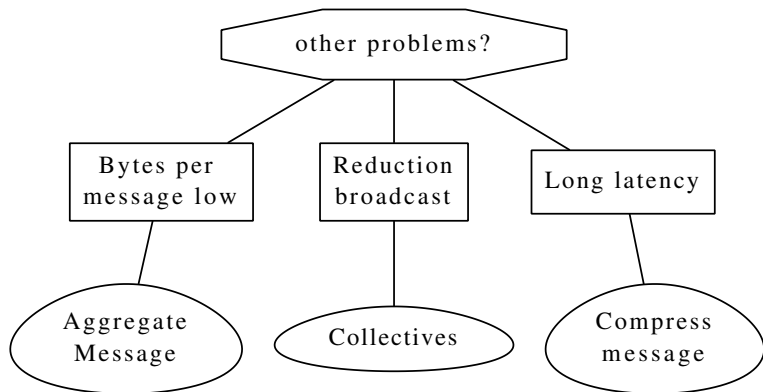 other problems?
Bytes per
message low
Reduction
broadcast
Long latency
Aggregate
Message
Collectives
Compress
message